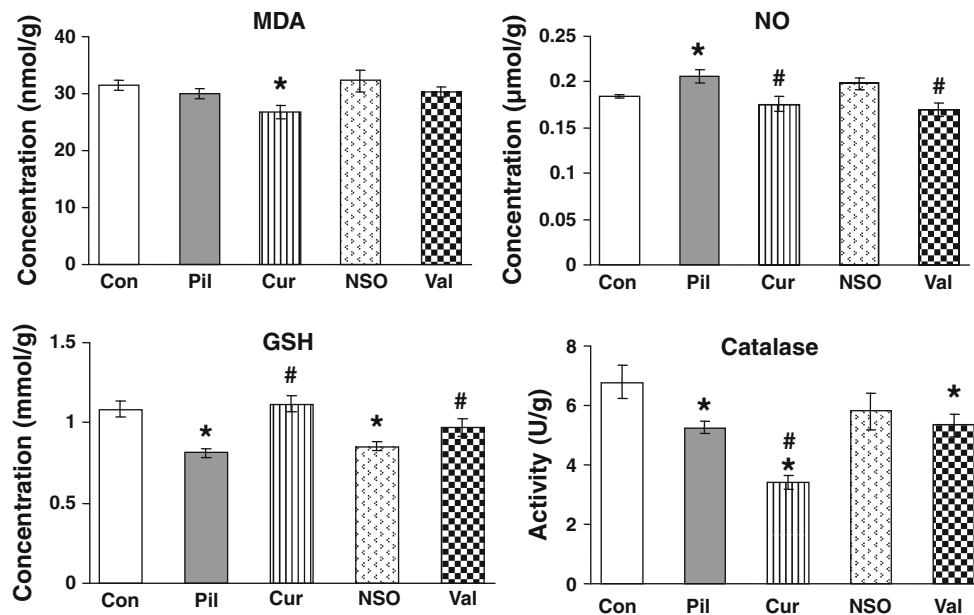 MDA
Concentration (nmol/g)
40
30
20
10
0
*
Con Pil Cur NSO Val
NO
Concentration (µmol/g)
0.25
0.2
0.15
0.1
0.05
0
* # #
Con Pil Cur NSO Val
GSH
Concentration (mmol/g)
1.5
1
0.5
0
* # * #
Con Pil Cur NSO Val
Catalase
Activity (U/g)
8
6
4
2
0
* # * *
Con Pil Cur NSO Val